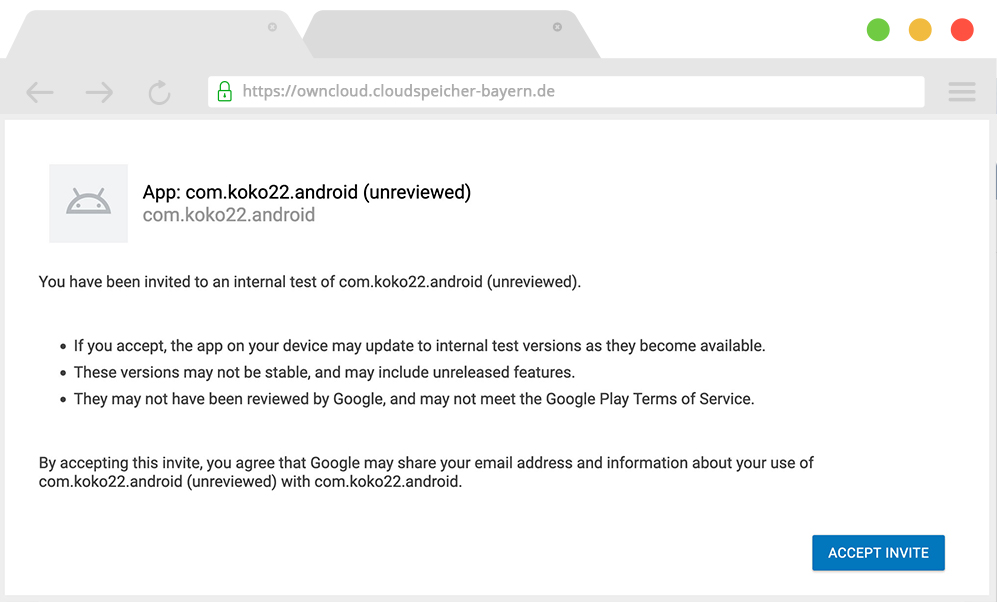 https://owncloud.cloudspeicher-bayern.de
App: com.koko22.android (unreviewed)
com.koko22.android
You have been invited to an internal test of com.koko22.android (unreviewed).
If you accept, the app on your device may update to internal test versions as they become available.
These versions may not be stable, and may include unreleased features.
They may not have been reviewed by Google, and may not meet the Google Play Terms of Service.
By accepting this invite, you agree that Google may share your email address and information about your use of
com.koko22.android (unreviewed) with com.koko22.android.
ACCEPT INVITE